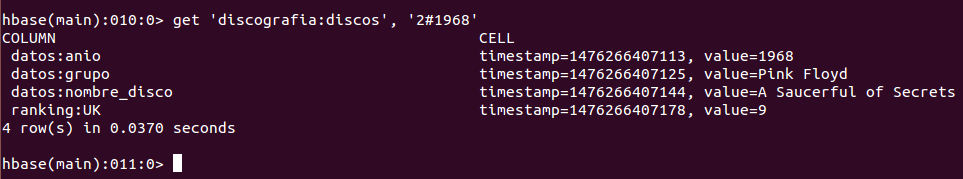 hbase(main):010:0> get 'discografia:discos', '2#1968'
COLUMN CELL
datos:anio timestamp=1476266407113, value=1968
datos:grupo timestamp=1476266407125, value=Pink Floyd
datos:nombre_disco timestamp=1476266407144, value=A Saucerful of Secrets
ranking:UK timestamp=1476266407178, value=9
4 row(s) in 0.0370 seconds
hbase(main):011:0>